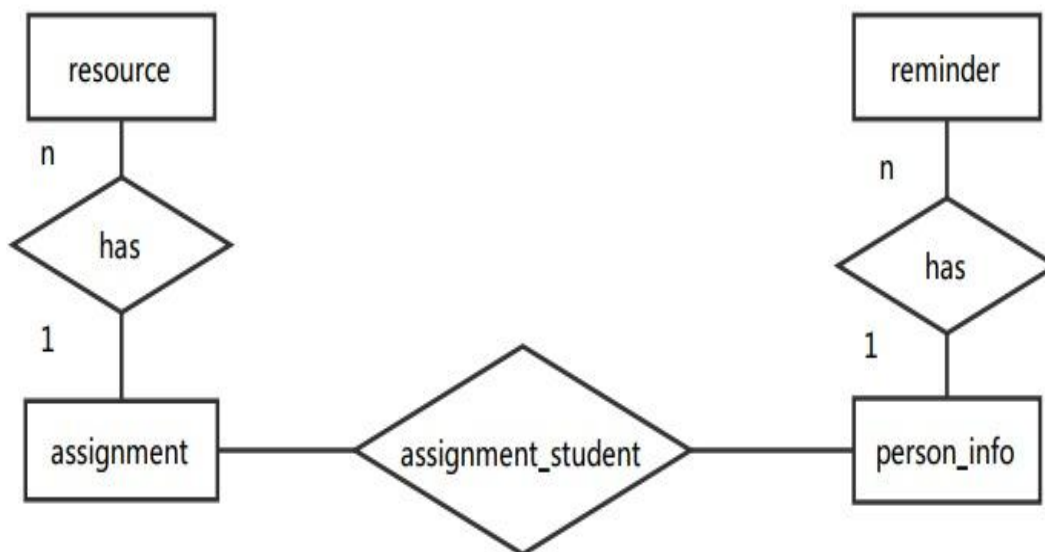 resource
reminder
n
n
has
has
1
1
assignment
assignment_student
person_info